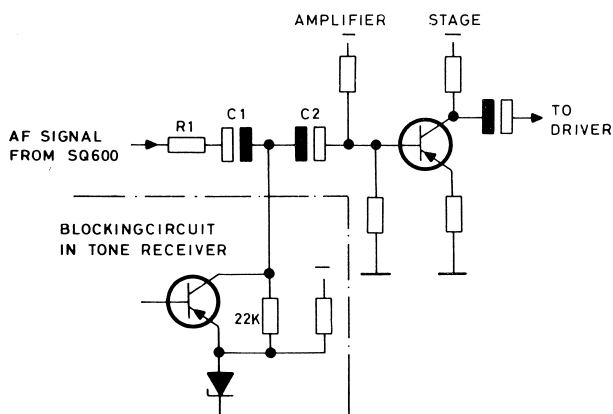 AMPLIFIER STAGE
C1 C2
R1
AF SIGNAL
FROM SQ600
TO
DRIVER
BLOCKINGCIRCUIT
IN TONE RECEIVER
22K